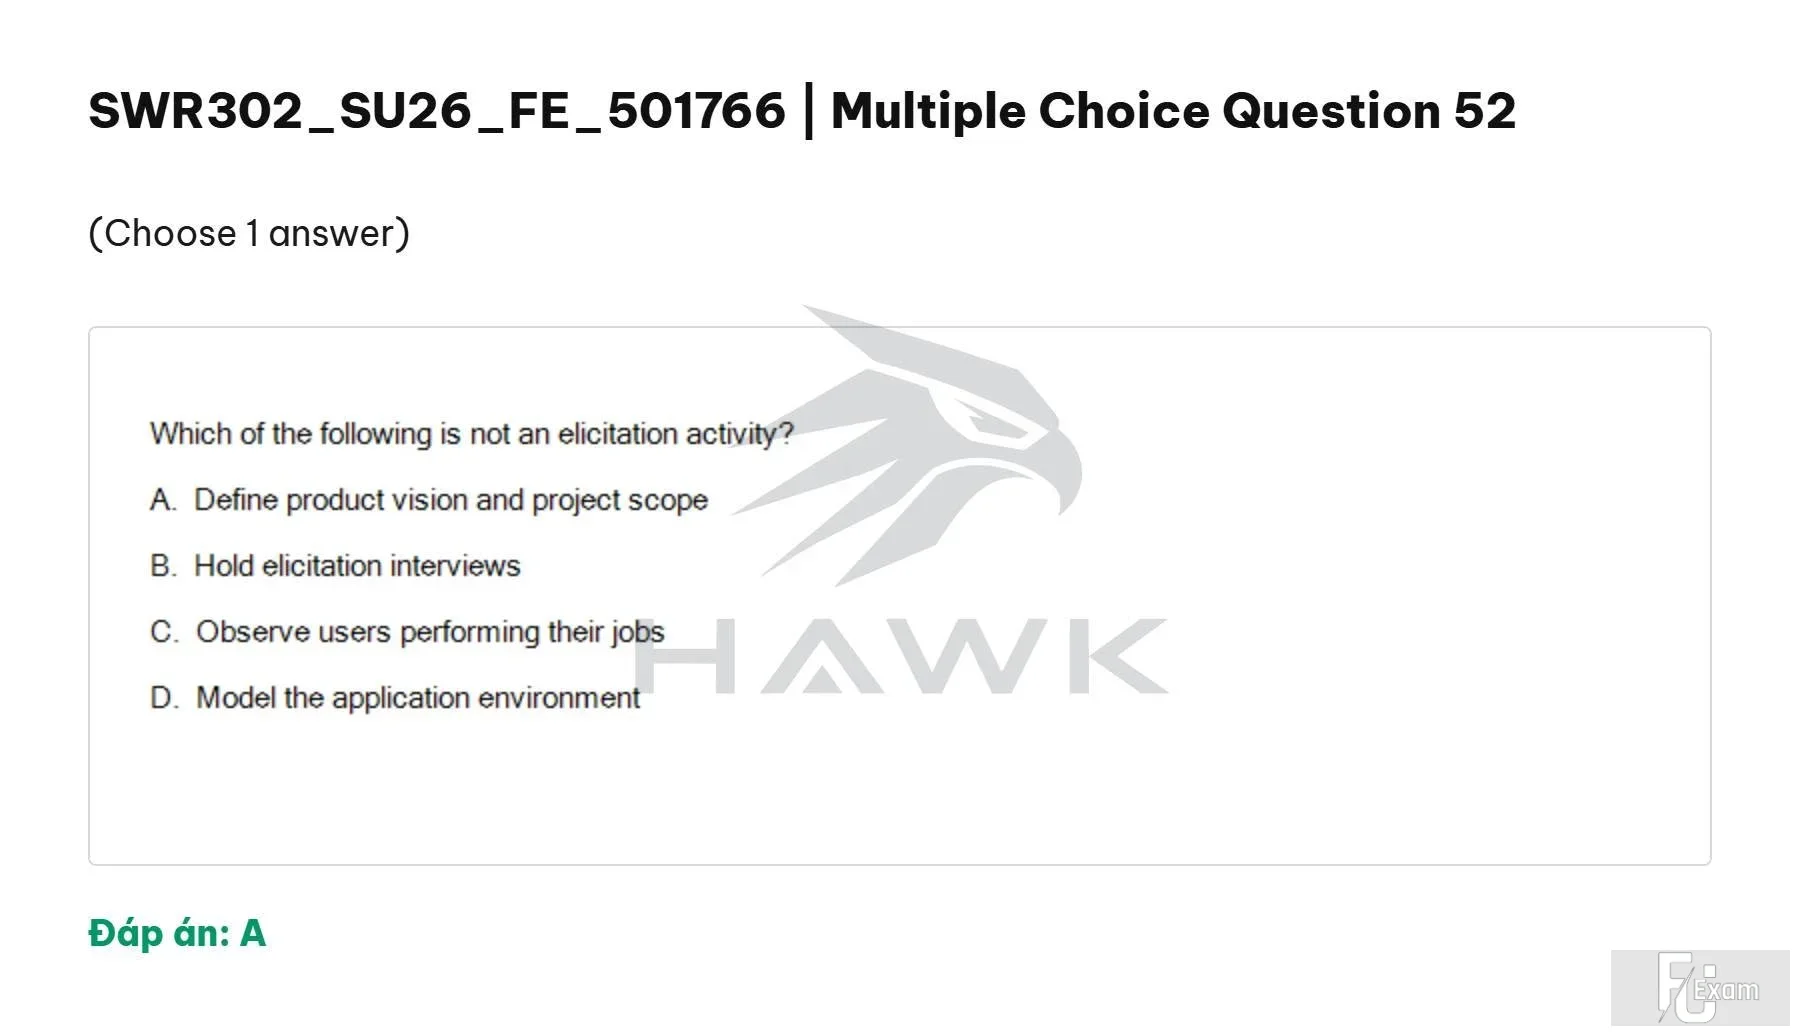 SWR302_SU26_FE_501766 | Multiple Choice Question 52
(Choose 1 answer)
Which of the following is not an elicitation activity?
A. Define product vision and project scope
B. Hold elicitation interviews
C. Observe users performing their jobs
D. Model the application environment
HAWK
Đáp án: A
FU Exam